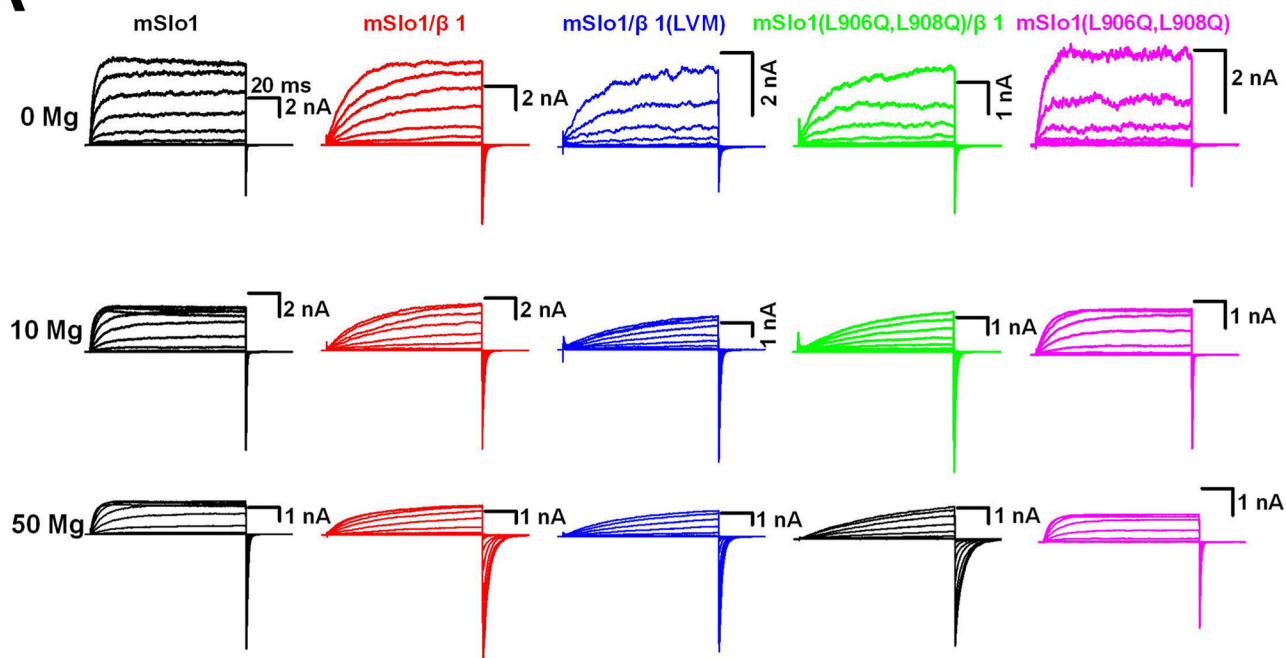 mSlo1 mSlo1/β 1 mSlo1/β 1(LVM) mSlo1(L906Q,L908Q)/β 1 mSlo1(L906Q,L908Q)
0 Mg 20 ms 2 nA 2 nA 2 nA 1 nA 2 nA
10 Mg 2 nA 2 nA 1 nA 1 nA 1 nA
50 Mg 1 nA 1 nA 1 nA 1 nA 1 nA